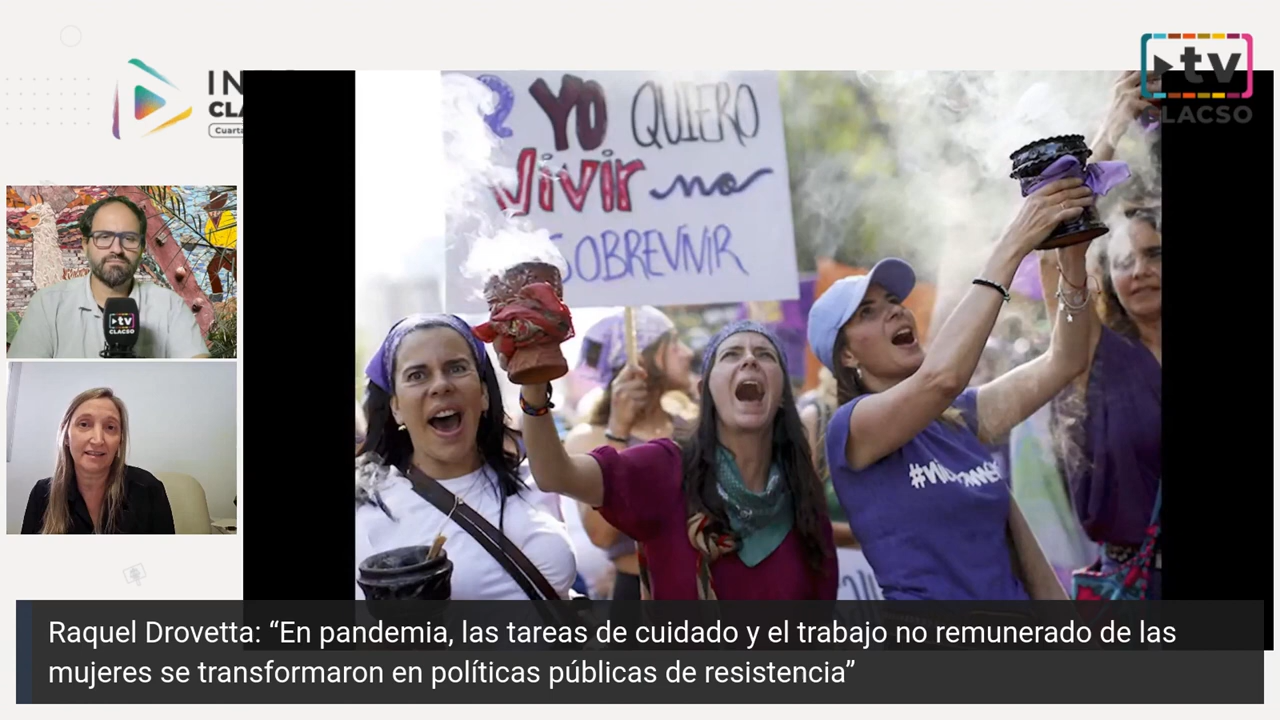 tv
CLACSO
YO QUIERO
Vivir no
SOBREVIVIR
tv
CLACSO
Raquel Drovetta: “En pandemia, las tareas de cuidado y el trabajo no remunerado de las
mujeres se transformaron en políticas públicas de resistencia”